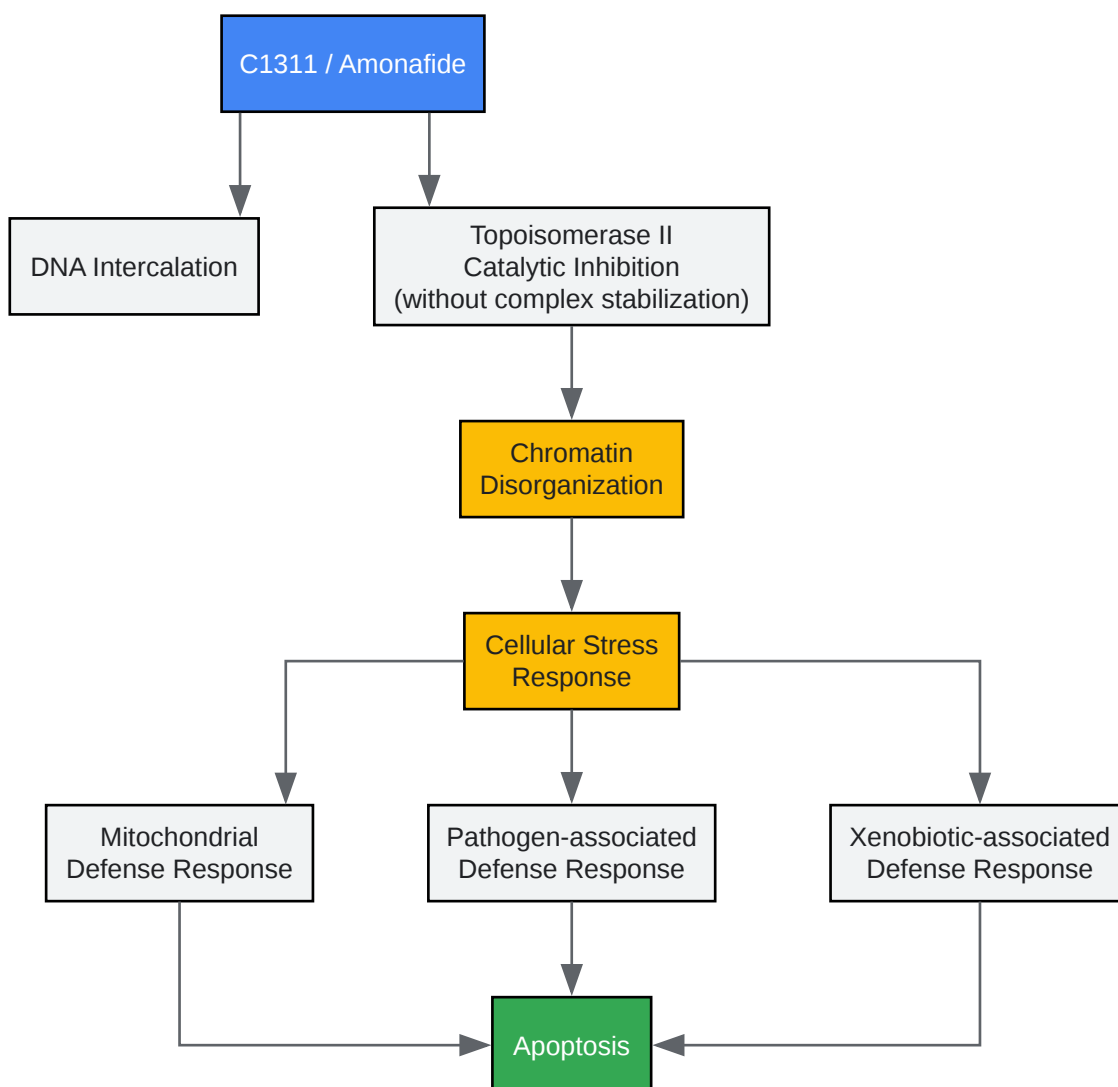 C1311 / Amonafide
DNA Intercalation
Topoisomerase II
Catalytic Inhibition
(without complex stabilization)
Chromatin
Disorganization
Cellular Stress
Response
Mitochondrial
Defense Response
Pathogen-associated
Defense Response
Xenobiotic-associated
Defense Response
Apoptosis